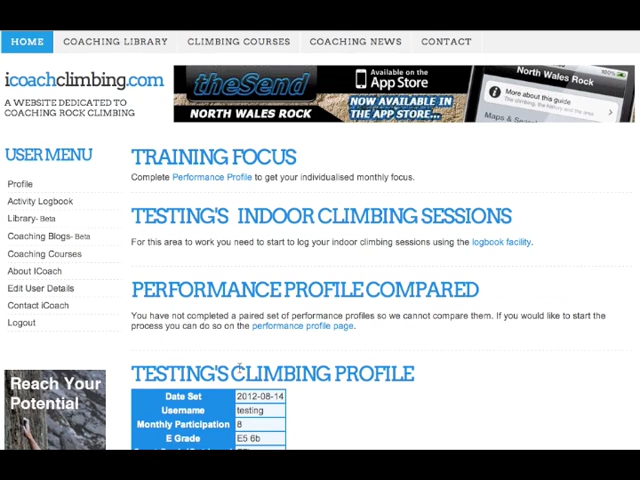 HOME COACHING LIBRARY CLIMBING COURSES COACHING NEWS CONTACT
icoachclimbing.com
A WEBSITE DEDICATED TO
COACHING ROCK CLIMBING
theSend
NORTH WALES ROCK
Available on the
App Store
NOW AVAILABLE IN
THE APP STORE...
North Wales Rock
More about this guide
Maps &
USER MENU
Profile
Activity Logbook
Library- Beta
Coaching Blogs- Beta
Coaching Courses
About ICoach
Edit User Details
Contact iCoach
Logout
Reach Your
Potential
TRAINING FOCUS
Complete Performance Profile to get your individualised monthly focus.
TESTING'S INDOOR CLIMBING SESSIONS
For this area to work you need to start to log your indoor climbing sessions using the logbook facility.
PERFORMANCE PROFILE COMPARED
You have not completed a paired set of performance profiles so we cannot compare them. If you would like to start the
process you can do so on the performance profile page.
TESTING'S CLIMBING PROFILE
Date Set 2012-08-14
Username testing
Monthly Participation 8
E Grade E5 6b